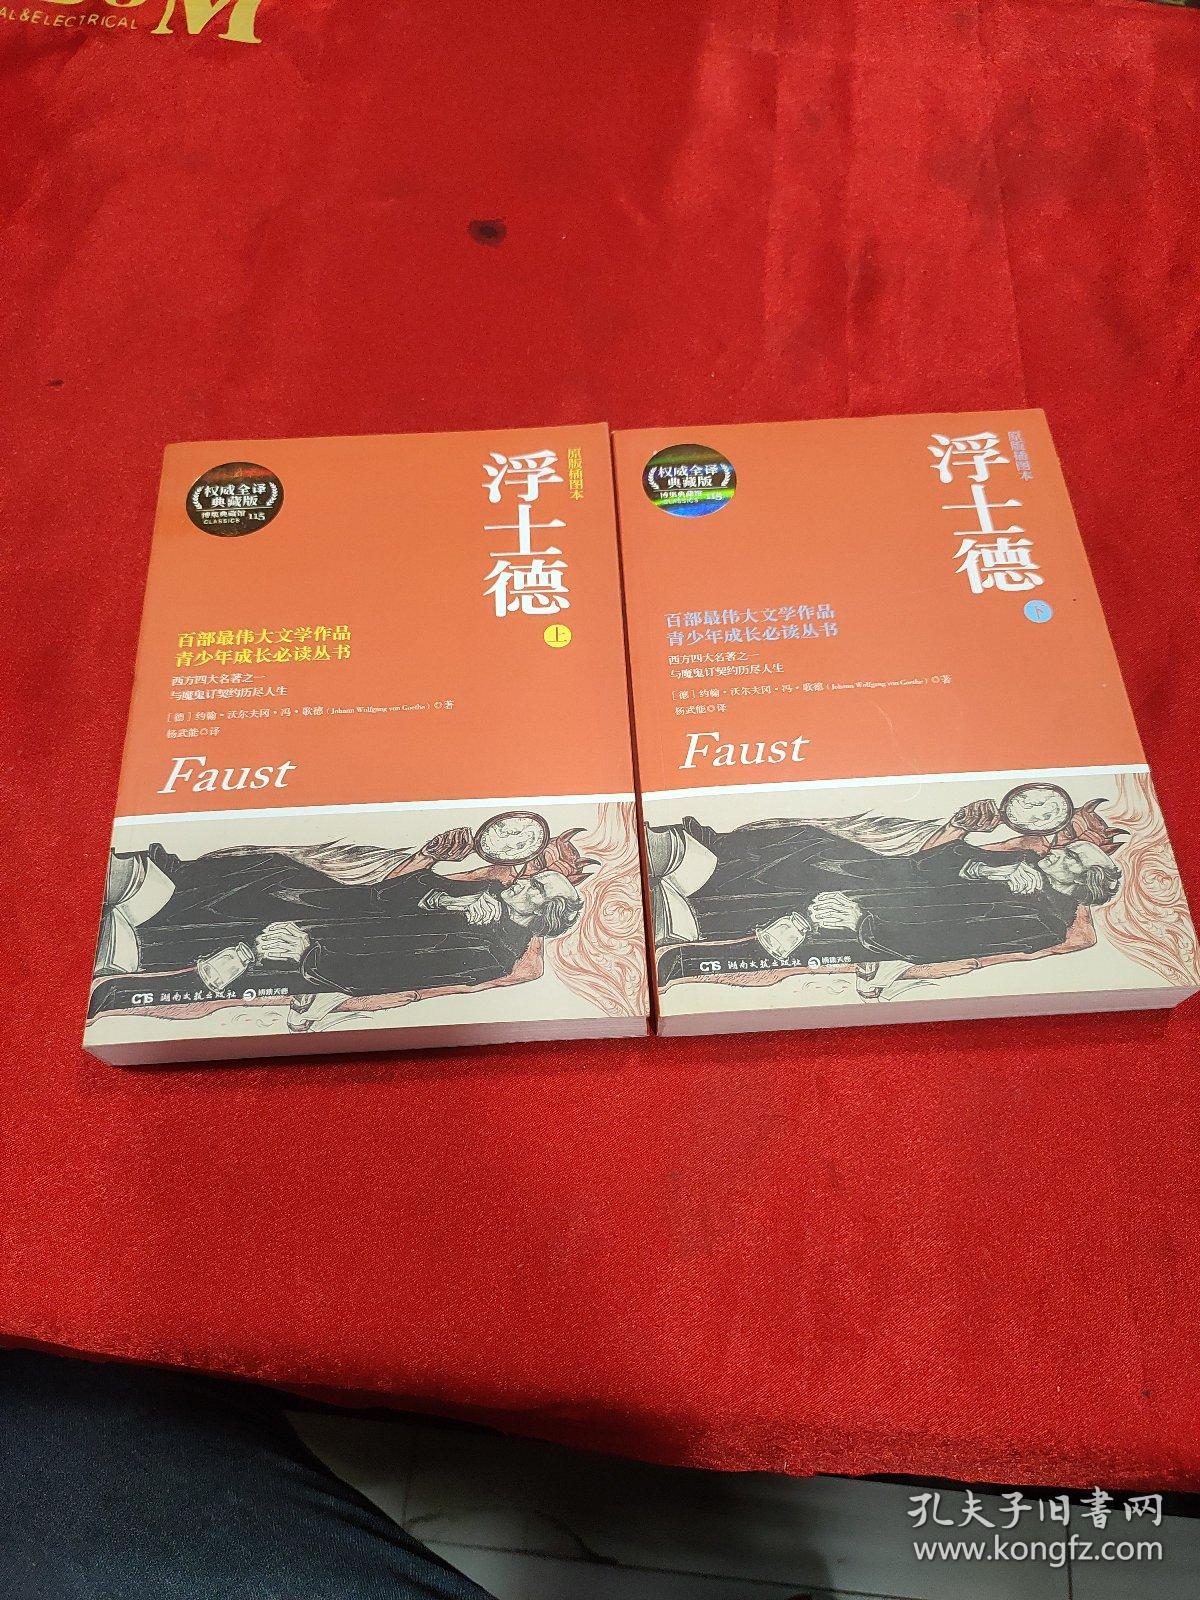 AL&ELECTRICAL
M
权威全译
典藏版
博集典藏馆
CLASSICS 115
原版插图本
浮士德
上
百部最伟大文学作品
青少年成长必读丛书
西方四大名著之一
与魔鬼订契约历尽人生
[德]约翰·沃尔夫冈·冯·歌德(Johann Wolfgang von Goethe)◎著
杨武能◎译
Faust
CS 湖南文艺出版社 博集天卷
权威全译
典藏版
博集典藏馆
CLASSICS 115
原版插图本
浮士德
下
百部最伟大文学作品
青少年成长必读丛书
西方四大名著之一
与魔鬼订契约历尽人生
[德]约翰·沃尔夫冈·冯·歌德(Johann Wolfgang von Goethe)◎著
杨武能◎译
Faust
CS 湖南文艺出版社 博集天卷
孔夫子旧书网
www.kongfz.com